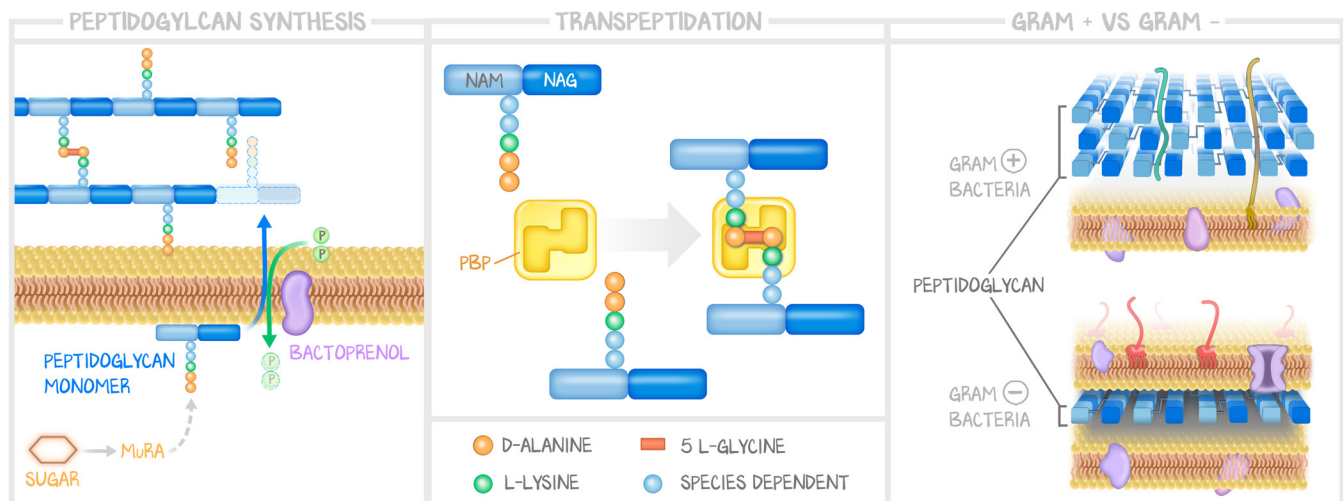 PEPTIDOGYLCAN SYNTHESIS
P
P
PEPTIDOGLYCAN
MONOMER
BACTOPRENOL
P
P
SUGAR
MuRA
TRANSPEPTIDATION
NAM
NAG
PBP
D-ALANINE
5 L-GLYCINE
L-LYSINE
SPECIES DEPENDENT
GRAM + VS GRAM -
GRAM +
BACTERIA
PEPTIDOGLYCAN
GRAM -
BACTERIA